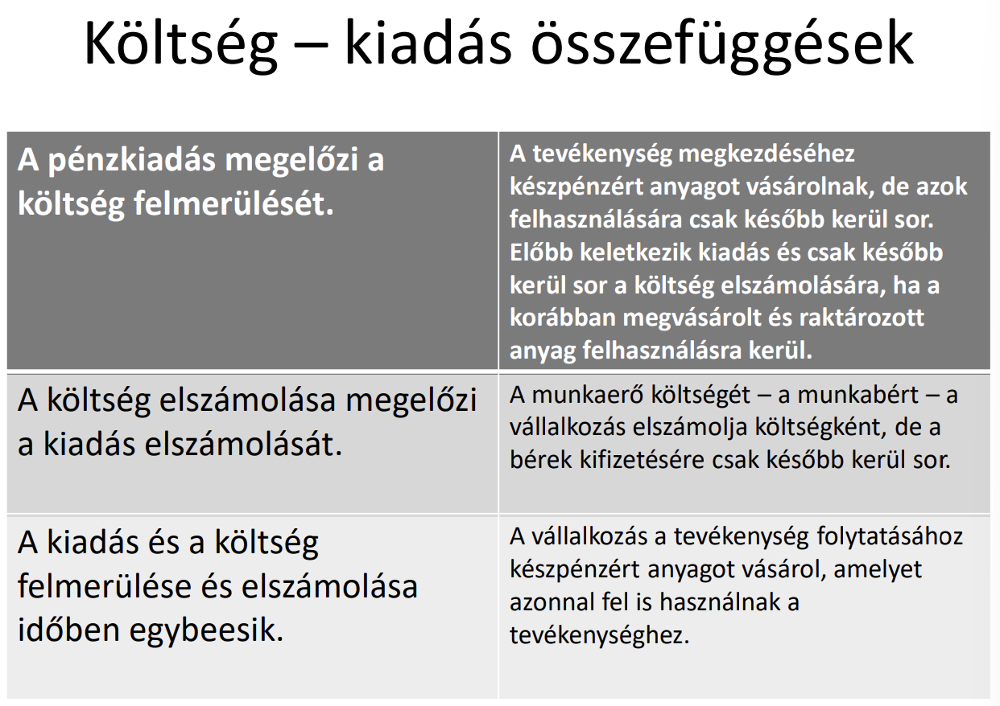 Költség – kiadás összefüggések
A pénzkiadás megelőzi a
költség felmerülését.
A tevékenység megkezdéséhez
készpénzért anyagot vásárolnak, de azok
felhasználására csak később kerül sor.
Előbb keletkezik kiadás és csak később
kerül sor a költség elszámolására, ha a
korábban megvásárolt és raktározott
anyag felhasználásra kerül.
A költség elszámolása megelőzi
a kiadás elszámolását.
A munkaerő költségét – a munkabért – a
vállalkozás elszámolja költségként, de a
bérek kifizetésére csak később kerül sor.
A kiadás és a költség
felmerülése és elszámolása
időben egybeesik.
A vállalkozás a tevékenység folytatásához
készpénzért anyagot vásárol, amelyet
azonnal fel is használnak a
tevékenységhez.